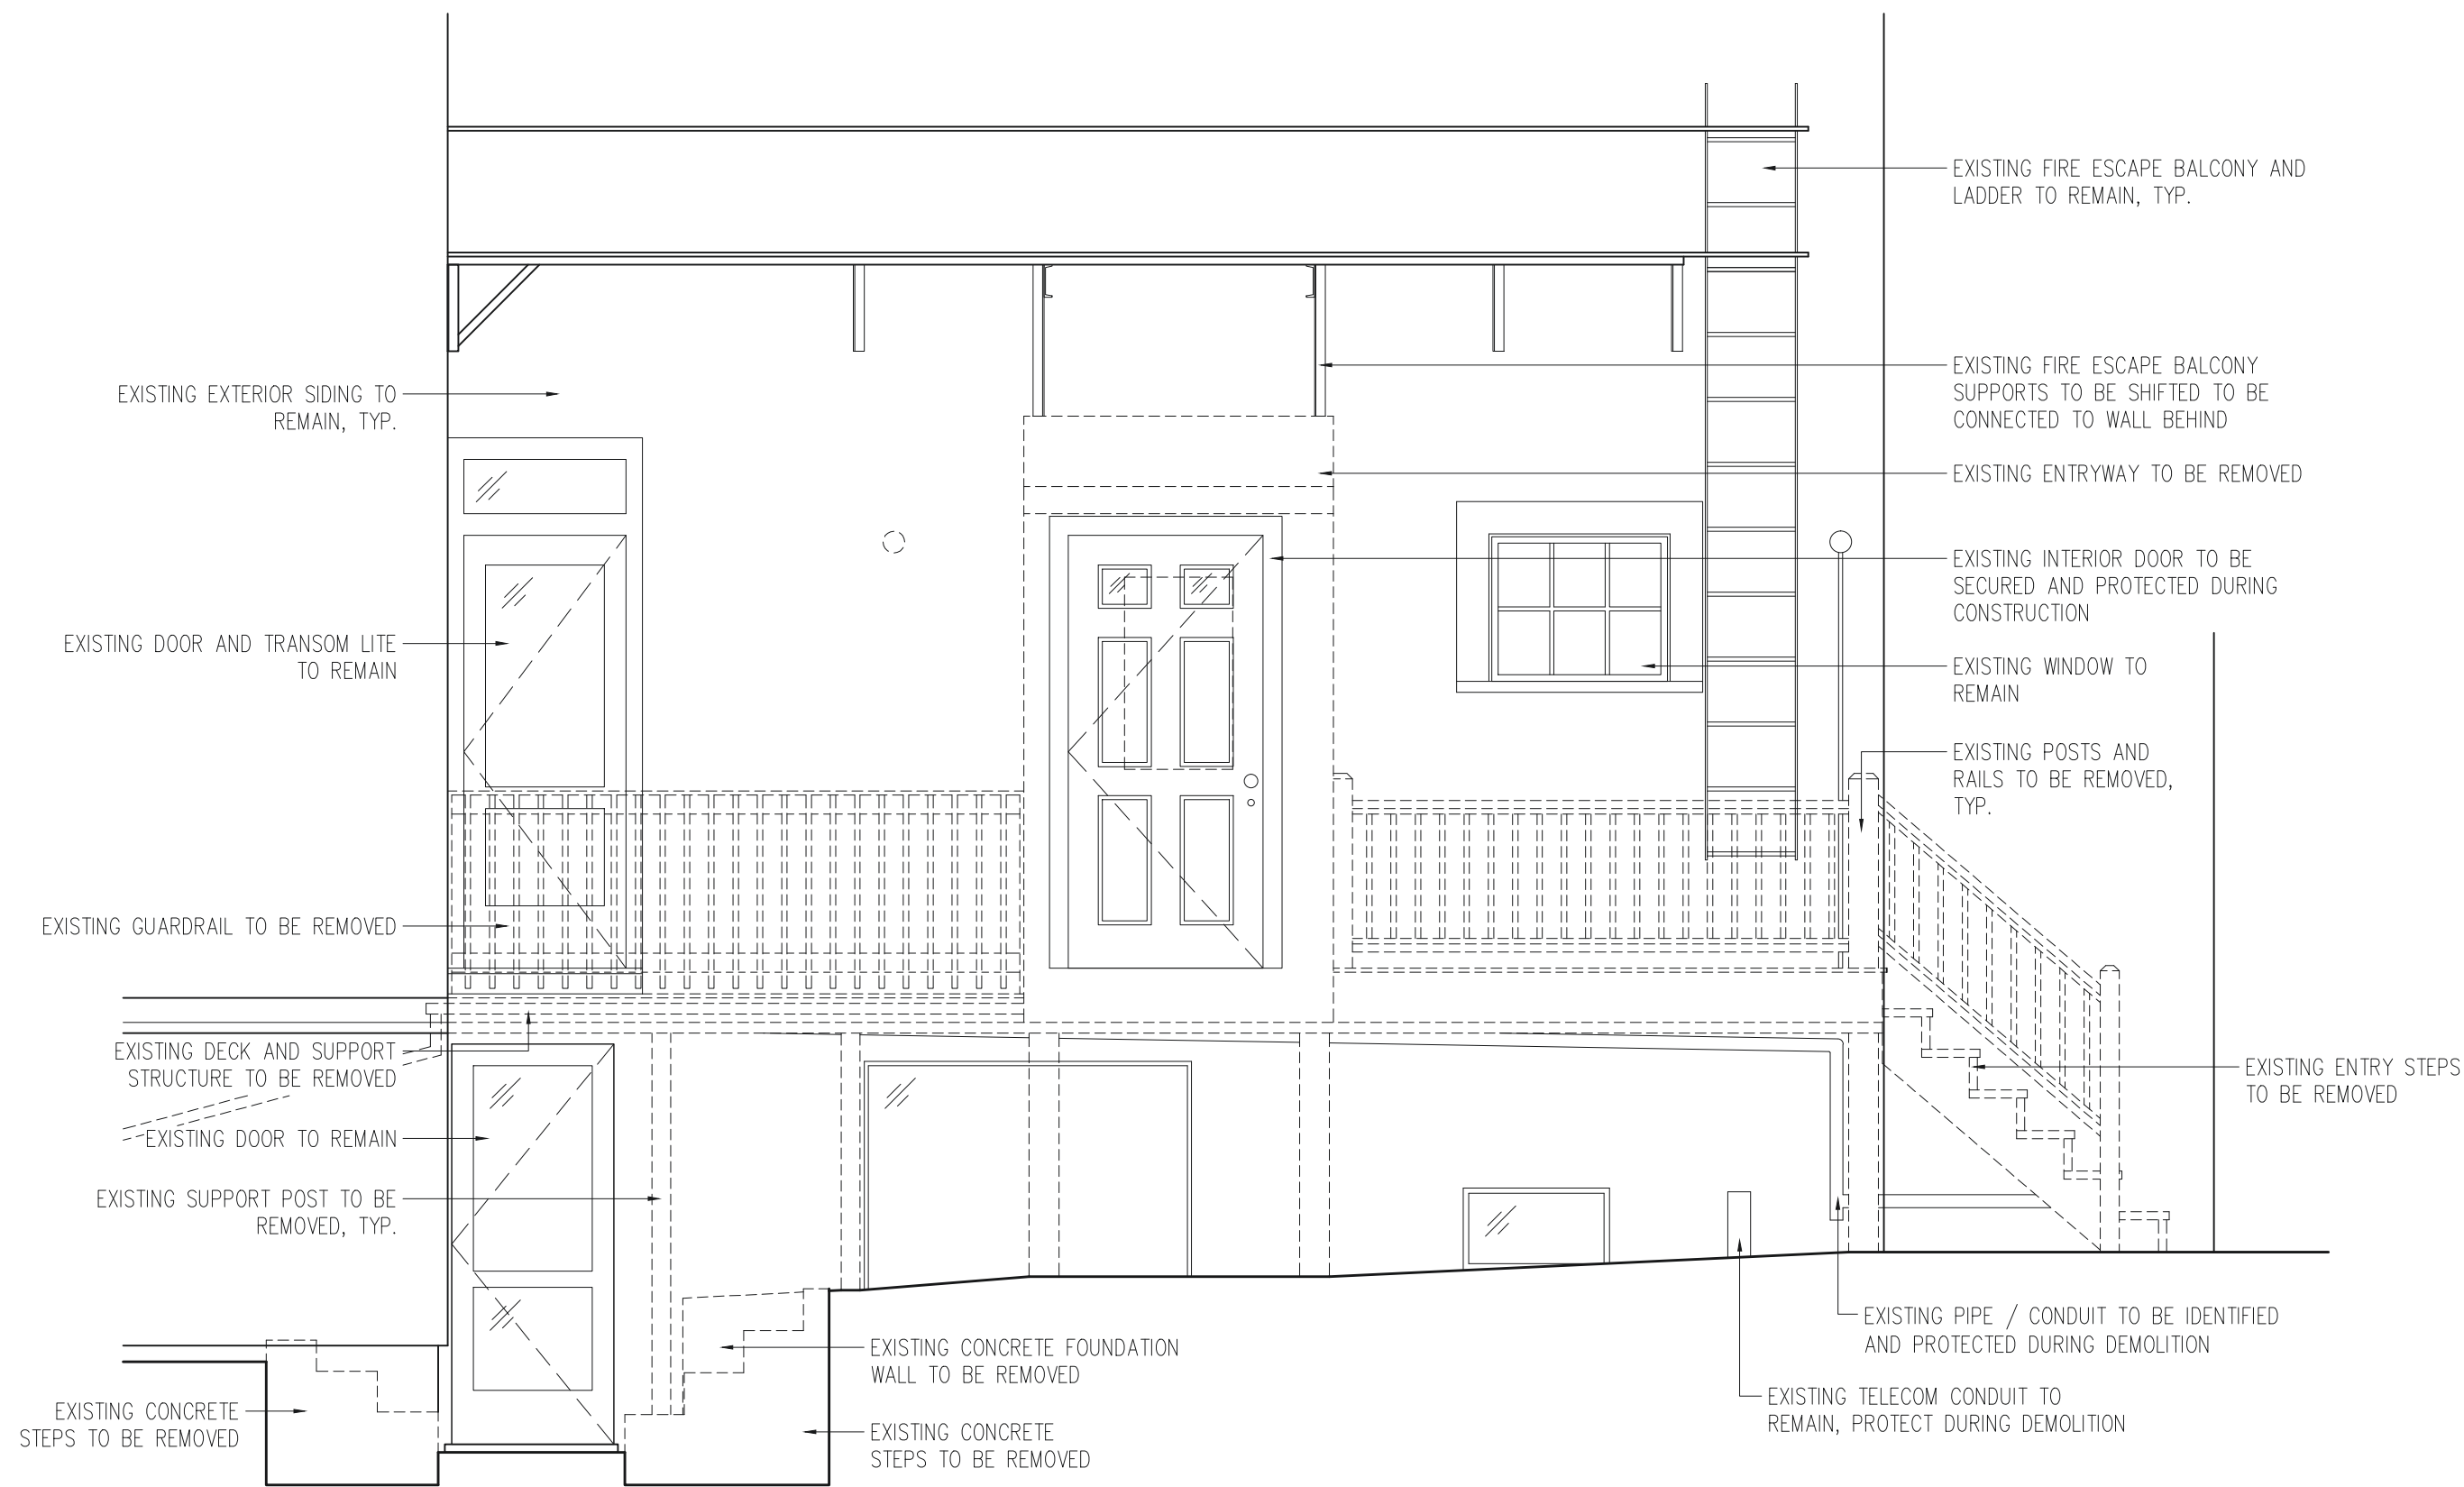 EXISTING FIRE ESCAPE BALCONY AND
LADDER TO REMAIN, TYP.
EXISTING EXTERIOR SIDING TO
REMAIN, TYP.
EXISTING FIRE ESCAPE BALCONY
SUPPORTS TO BE SHIFTED TO BE
CONNECTED TO WALL BEHIND
EXISTING ENTRYWAY TO BE REMOVED
EXISTING INTERIOR DOOR TO BE
SECURED AND PROTECTED DURING
CONSTRUCTION
EXISTING DOOR AND TRANSOM LITE
TO REMAIN
EXISTING WINDOW TO
REMAIN
EXISTING POSTS AND
RAILS TO BE REMOVED,
TYP.
EXISTING GUARDRAIL TO BE REMOVED
EXISTING DECK AND SUPPORT
STRUCTURE TO BE REMOVED
EXISTING ENTRY STEPS
TO BE REMOVED
EXISTING DOOR TO REMAIN
EXISTING SUPPORT POST TO BE
REMOVED, TYP.
EXISTING PIPE / CONDUIT TO BE IDENTIFIED
AND PROTECTED DURING DEMOLITION
EXISTING CONCRETE FOUNDATION
WALL TO BE REMOVED
EXISTING TELECOM CONDUIT TO
REMAIN, PROTECT DURING DEMOLITION
EXISTING CONCRETE
STEPS TO BE REMOVED
EXISTING CONCRETE
STEPS TO BE REMOVED